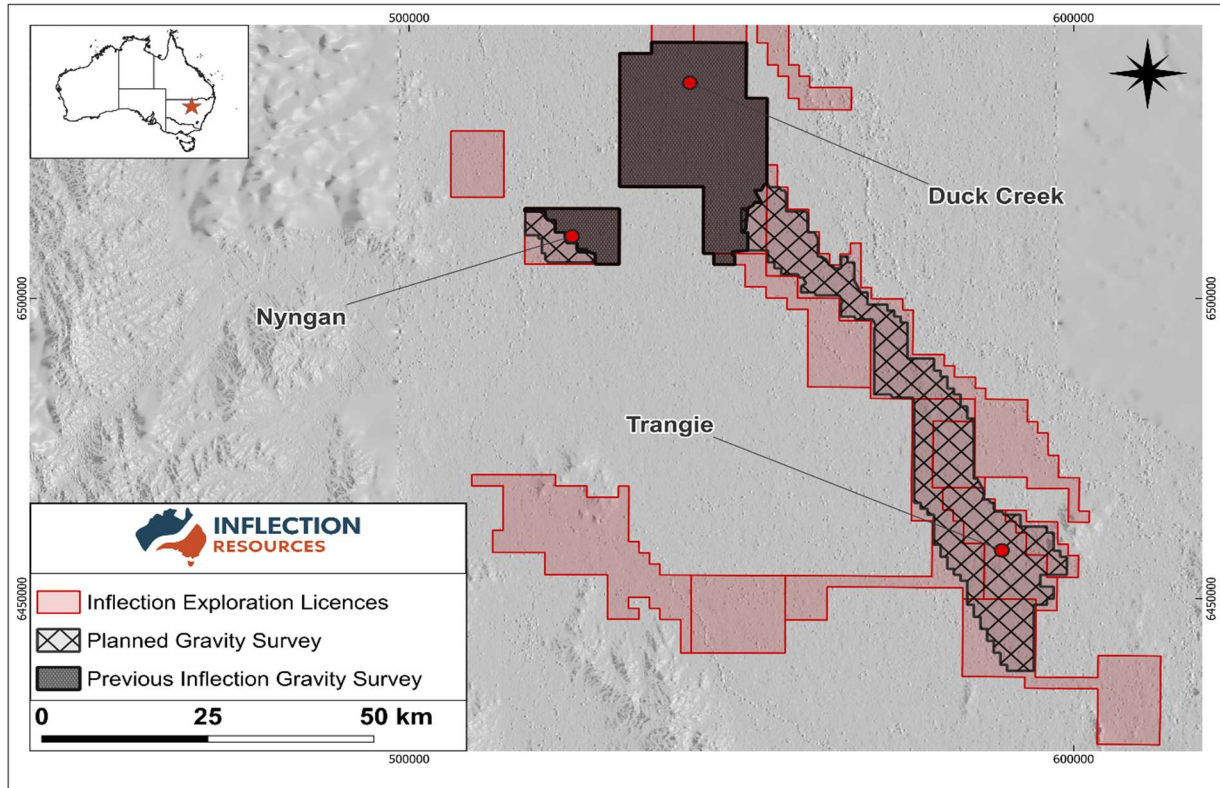 500000
600000
Duck Creek
6500000
6500000
Nyngan
Trangie
INFLECTION
RESOURCES
Inflection Exploration Licences
Planned Gravity Survey
Previous Inflection Gravity Survey
0 25 50 km
6450000
6450000
500000
600000